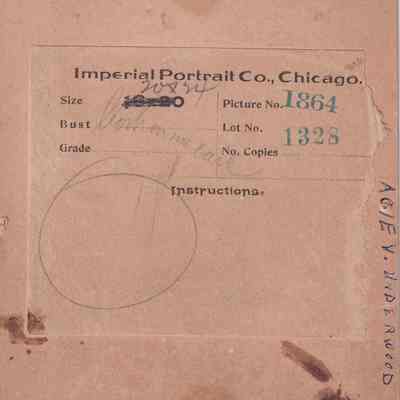 Imperial Portrait Co., Chicago.
20x24
Size 16x20 Picture No. 1864
Bust Lot No. 1328
Grade No. Copies
Instructions.
AGIE V. UNDERWOOD